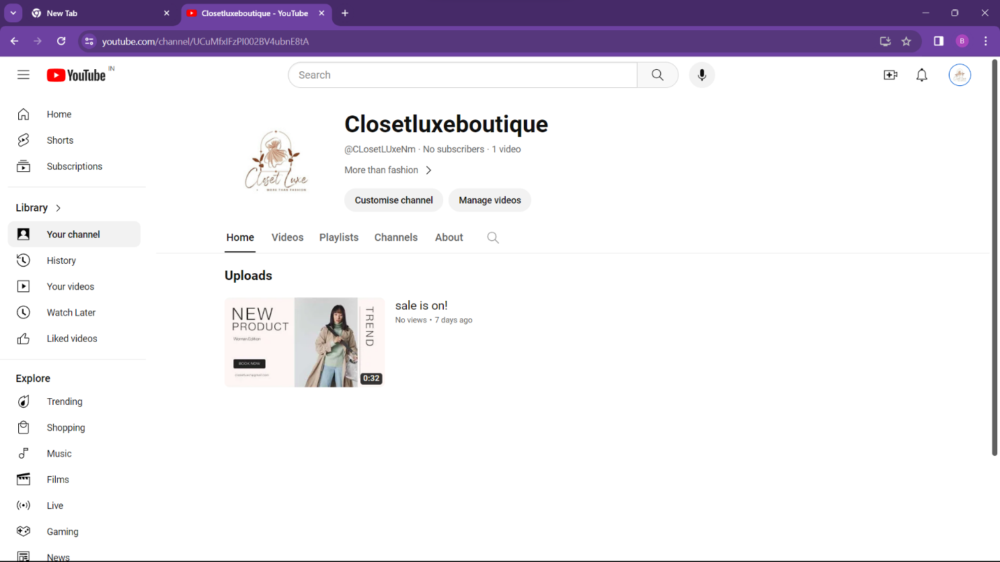 New Tab
Closetluxeboutique - YouTube
youtube.com/channel/UCuMfxIFzPI002BV4ubnE8tA
B
YouTube IN
Search
Home
Shorts
Subscriptions
Library
Your channel
History
Your videos
Watch Later
Liked videos
Explore
Trending
Shopping
Music
Films
Live
Gaming
News
Closet Luxe
MORE THAN FASHION
Closetluxeboutique
@CLosetLUxeNm · No subscribers · 1 video
More than fashion
Customise channel
Manage videos
Home
Videos
Playlists
Channels
About
Uploads
NEW
PRODUCT
Woman Edition
BOOK NOW
TREND
0:32
sale is on!
No views • 7 days ago